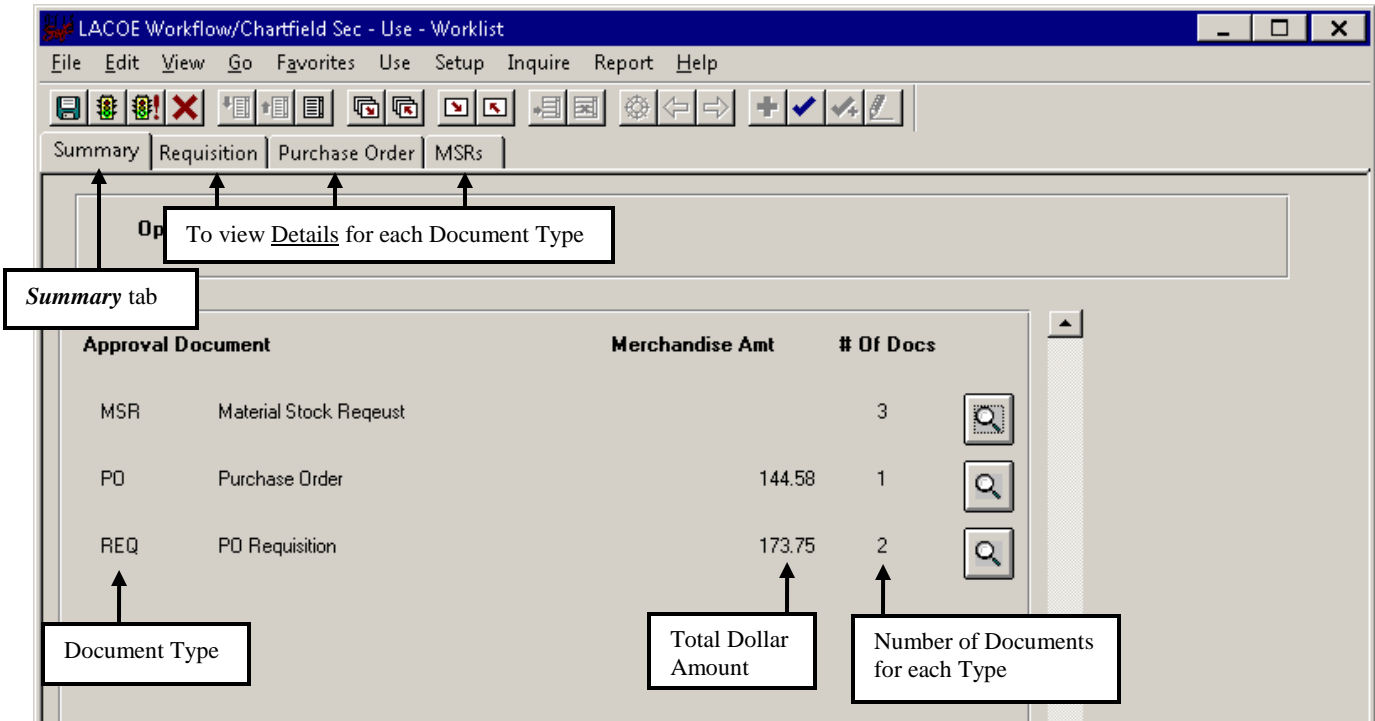 LACOE Workflow/Chartfield Sec - Use - Worklist
File Edit View Go Favorites Use Setup Inquire Report Help
Summary Requisition Purchase Order MSRs
Op
To view Details for each Document Type
Summary tab
Approval Document Merchandise Amt # Of Docs
MSR Material Stock Reqeust 3
PO Purchase Order 144.58 1
REQ PO Requisition 173.75 2
Document Type
Total Dollar
Amount
Number of Documents
for each Type